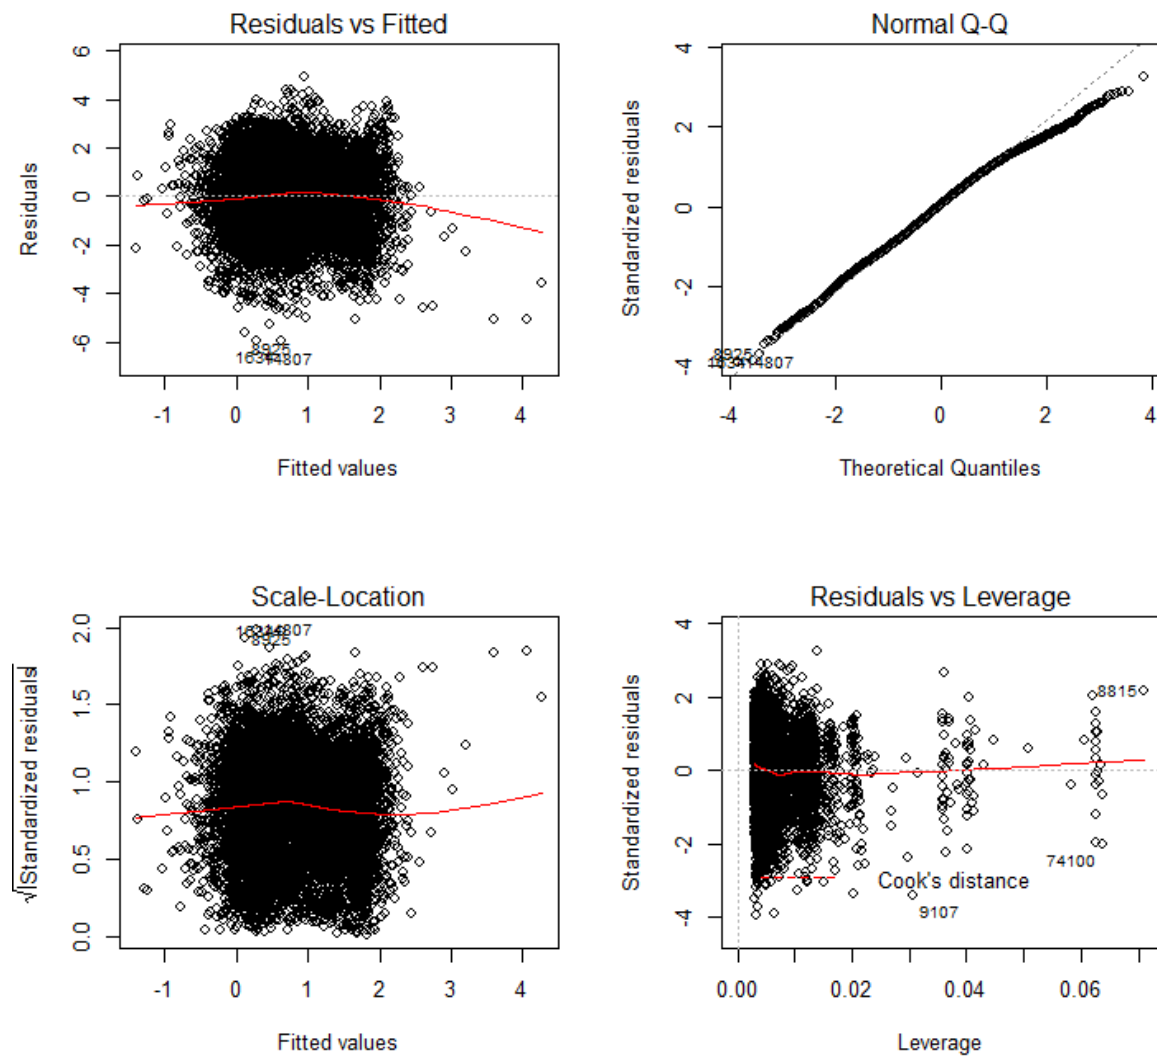 Residuals vs Fitted
Residuals
6
4
2
0
-2
-4
-6
8925
14807
-1 0 1 2 3 4
Fitted values
Normal Q-Q
Standardized residuals
4
2
0
-2
-4
8925
14807
-4 -2 0 2 4
Theoretical Quantiles
Scale-Location
√|Standardized residuals|
2.0
1.5
1.0
0.5
0.0
14807
8925
-1 0 1 2 3 4
Fitted values
Residuals vs Leverage
Standardized residuals
4
2
0
-2
-4
8815
74100
Cook's distance
9107
0.00 0.02 0.04 0.06
Leverage